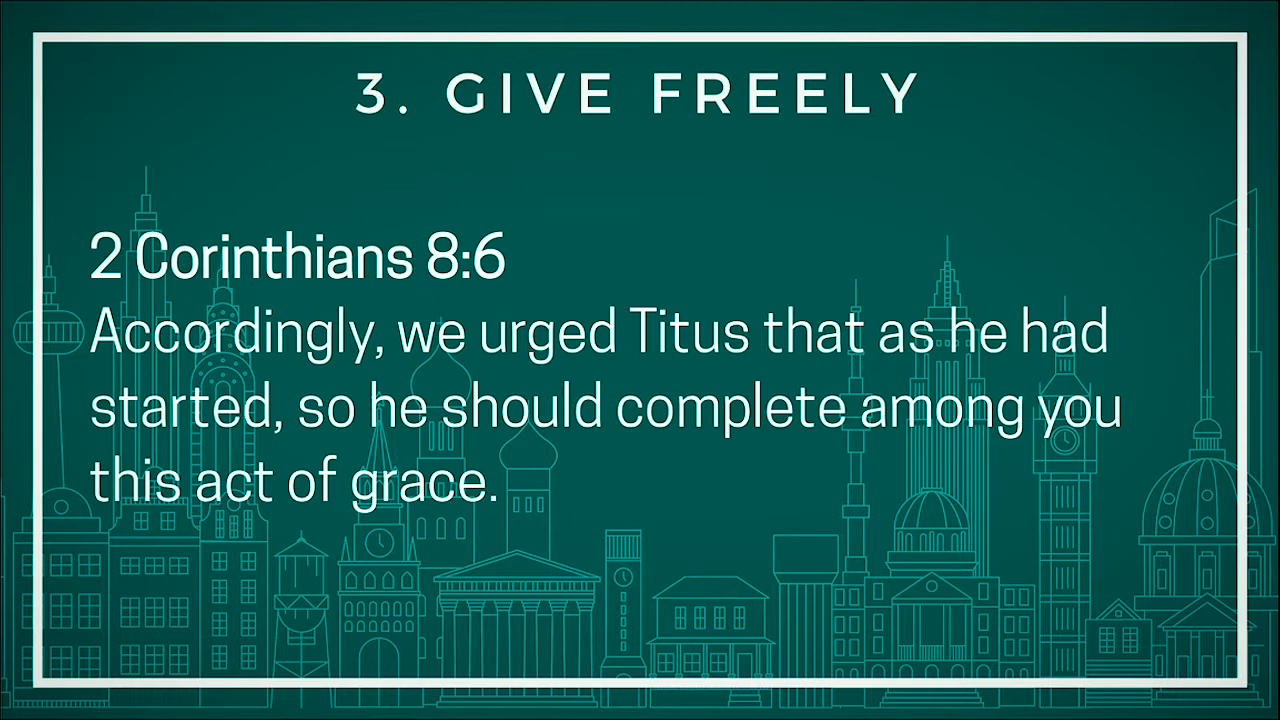 3. GIVE FREELY
2 Corinthians 8:6
Accordingly, we urged Titus that as he had
started, so he should complete among you
this act of grace.